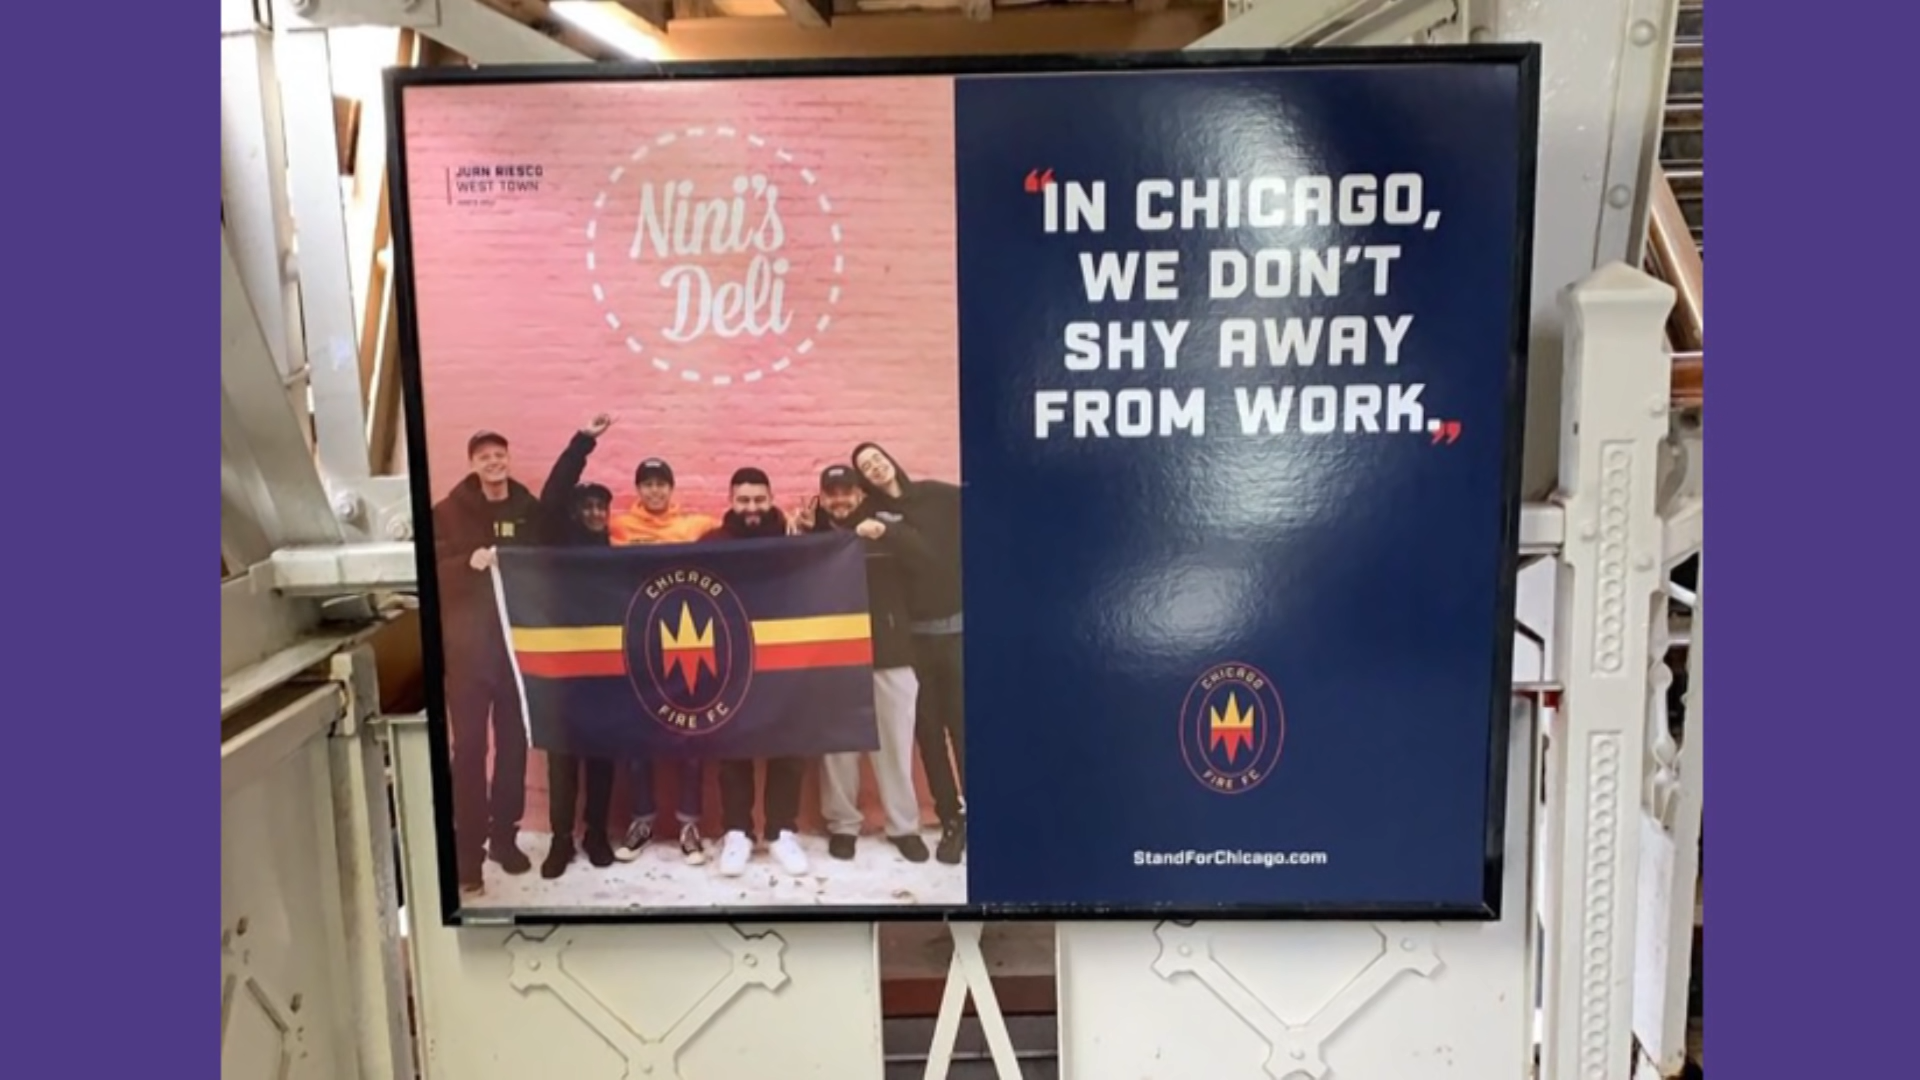 JUAN RIESCO
WEST TOWN
Nini's
Deli
CHICAGO
FIRE FC
“IN CHICAGO,
WE DON'T
SHY AWAY
FROM WORK.”
CHICAGO
FIRE FC
StandForChicago.com